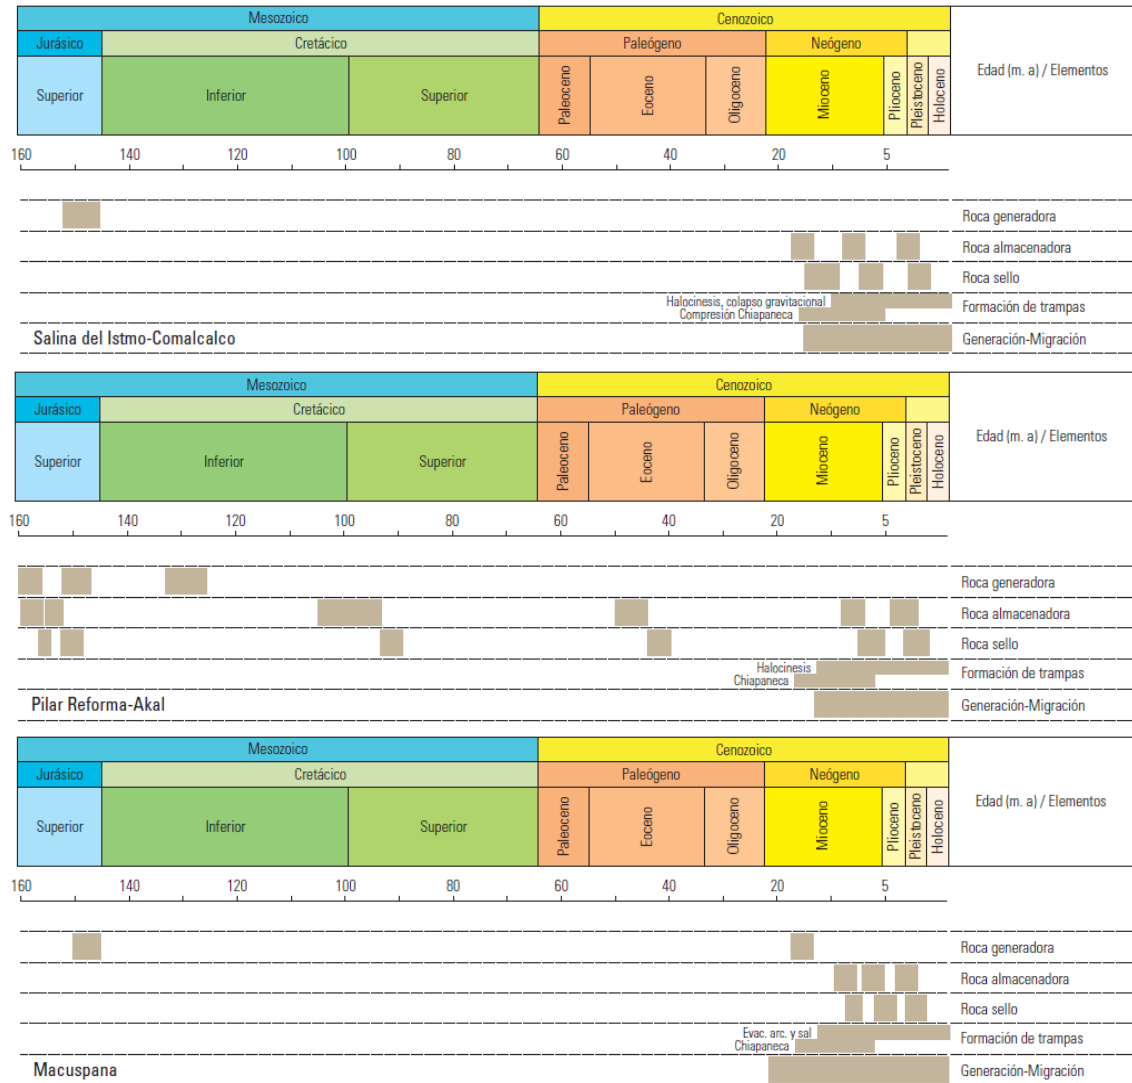 Mesozoico Cenozoico
Jurásico Cretácico Paleógeno Neógeno
Edad (m. a) / Elementos
Superior Inferior Superior Paleoceno Eoceno Oligoceno Mioceno Plioceno Pleistoceno Holoceno
160 140 120 100 80 60 40 20 5
Roca generadora
Roca almacenadora
Roca sello
Halocinesis, colapso gravitacional
Compresión Chiapaneca
Formación de trampas
Salina del Istmo-Comalcalco
Generación-Migración
Mesozoico Cenozoico
Jurásico Cretácico Paleógeno Neógeno
Edad (m. a) / Elementos
Superior Inferior Superior Paleoceno Eoceno Oligoceno Mioceno Plioceno Pleistoceno Holoceno
160 140 120 100 80 60 40 20 5
Roca generadora
Roca almacenadora
Roca sello
Halocinesis
Chiapaneca
Formación de trampas
Pilar Reforma-Akal
Generación-Migración
Mesozoico Cenozoico
Jurásico Cretácico Paleógeno Neógeno
Edad (m. a) / Elementos
Superior Inferior Superior Paleoceno Eoceno Oligoceno Mioceno Plioceno Pleistoceno Holoceno
160 140 120 100 80 60 40 20 5
Roca generadora
Roca almacenadora
Roca sello
Evac. arc. y sal
Chiapaneca
Formación de trampas
Macuspana
Generación-Migración